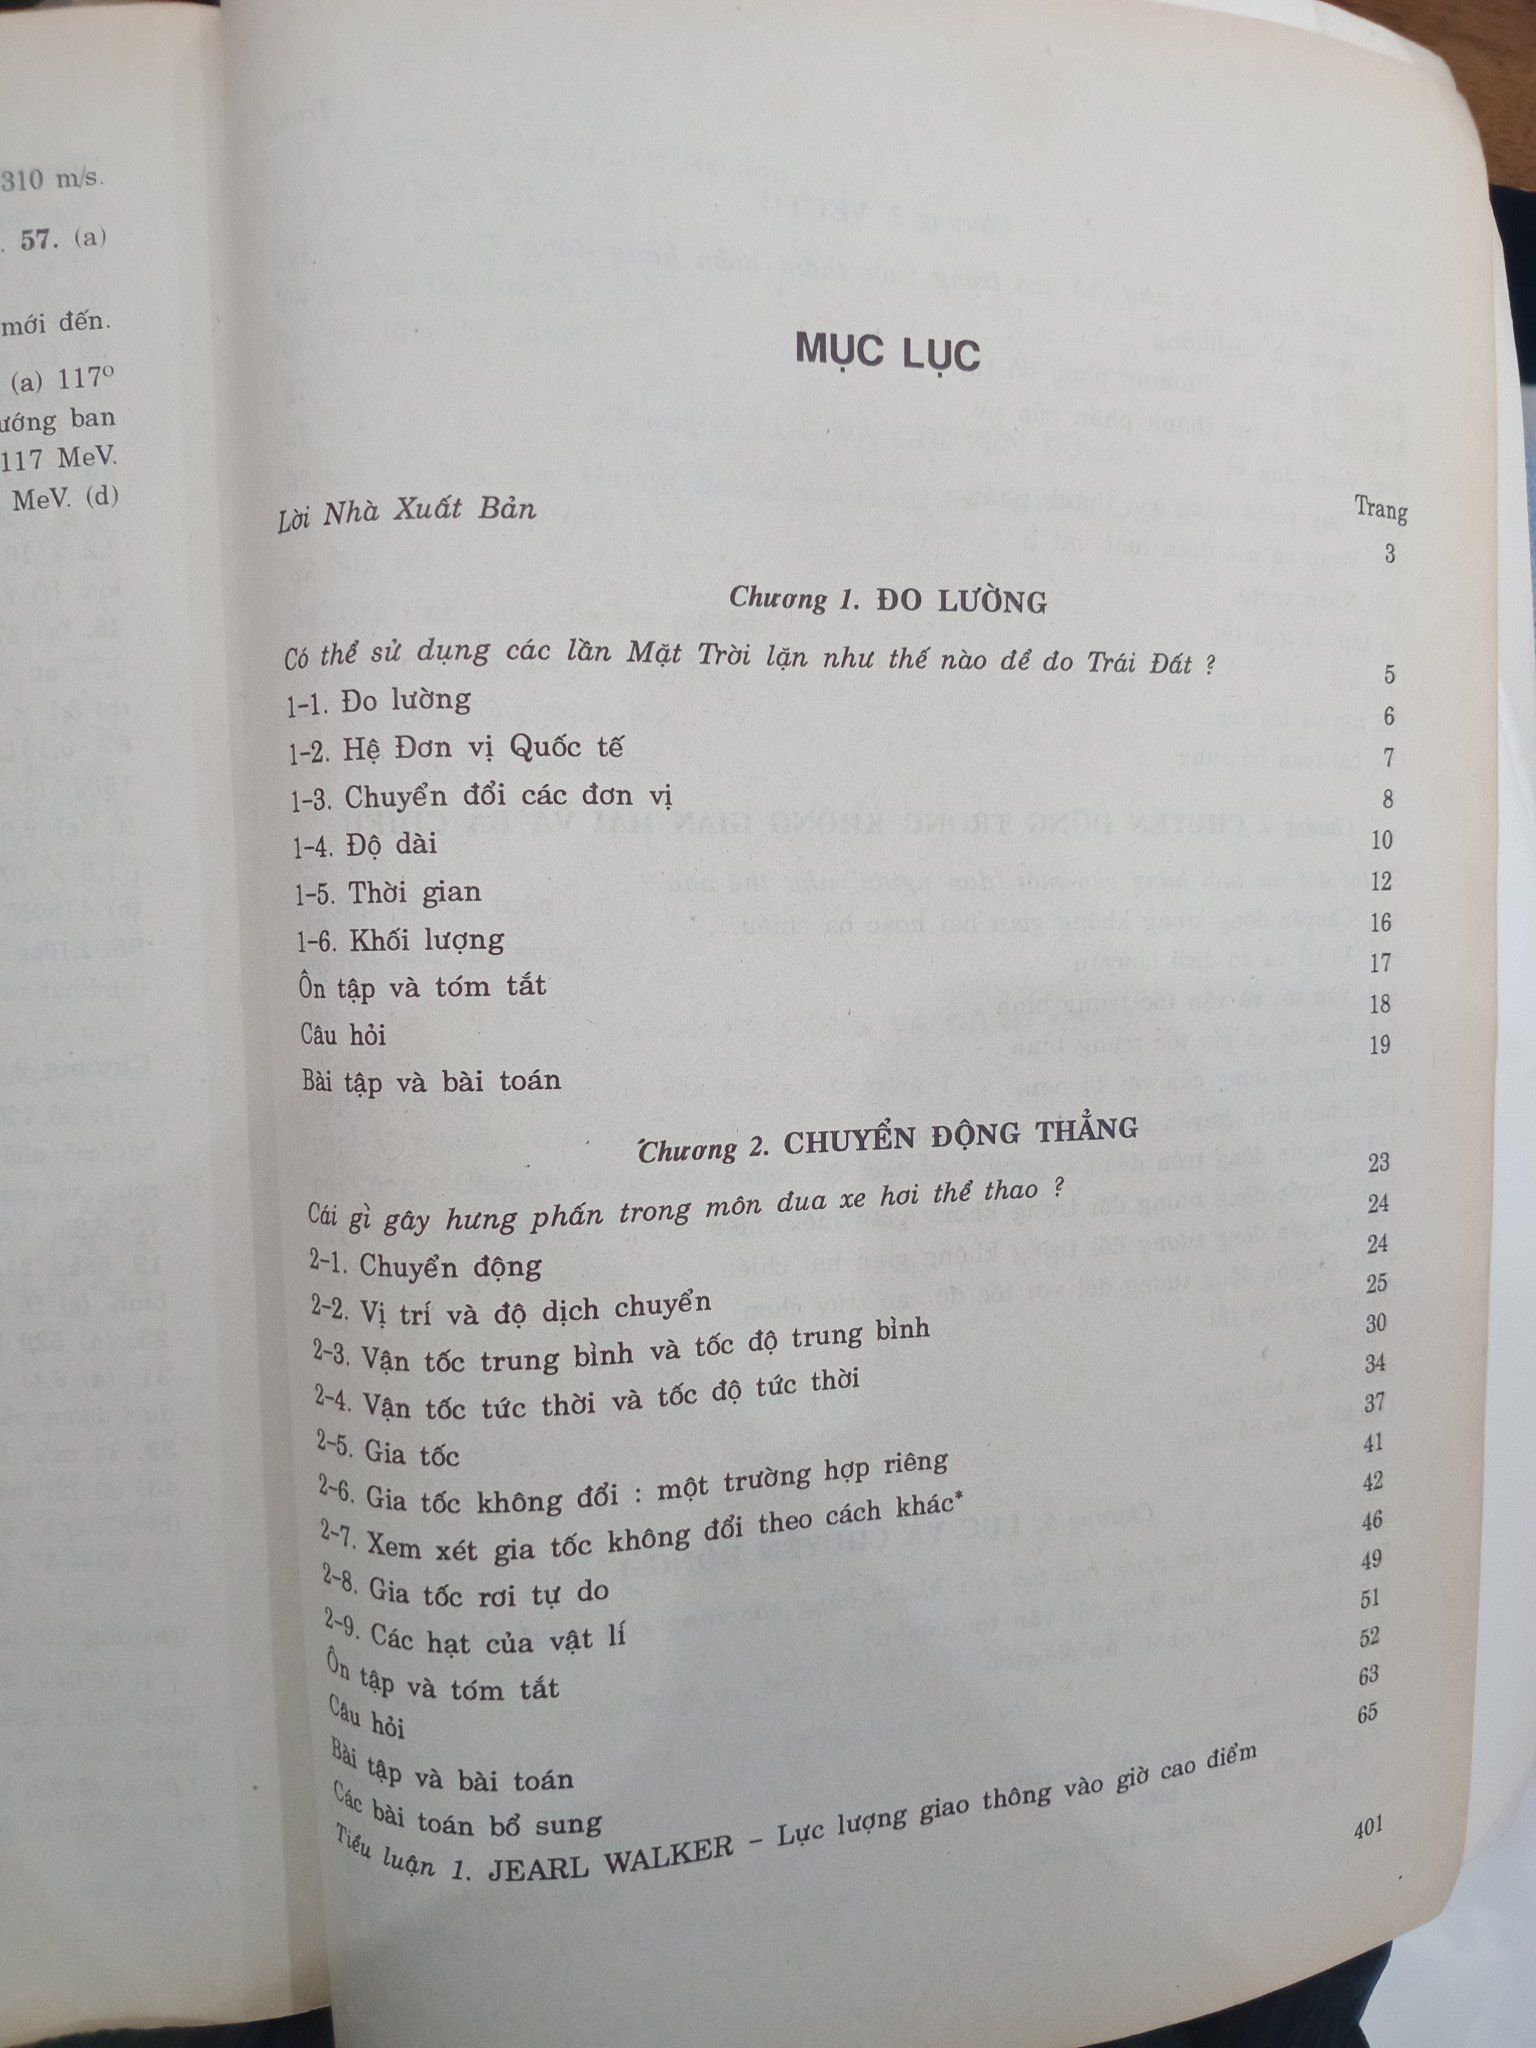 310 m/s.
. 57. (a)
mới đến.
(a) 117⁰
ướng ban
117 MeV.
MeV. (d)
MỤC LỤC
Trang
Lời Nhà Xuất Bản 3
Chương 1. ĐO LƯỜNG
Có thể sử dụng các lần Mặt Trời lặn như thế nào để đo Trái Đất ? 5
1-1. Đo lường 6
1-2. Hệ Đơn vị Quốc tế 7
1-3. Chuyển đổi các đơn vị 8
1-4. Độ dài 10
1-5. Thời gian 12
1-6. Khối lượng 16
Ôn tập và tóm tắt 17
Câu hỏi 18
Bài tập và bài toán 19
Chương 2. CHUYỂN ĐỘNG THẲNG
Cái gì gây hưng phấn trong môn đua xe hơi thể thao ? 23
2-1. Chuyển động 24
2-2. Vị trí và độ dịch chuyển 24
2-3. Vận tốc trung bình và tốc độ trung bình 25
2-4. Vận tốc tức thời và tốc độ tức thời 30
2-5. Gia tốc 34
2-6. Gia tốc không đổi : một trường hợp riêng 37
2-7. Xem xét gia tốc không đổi theo cách khác* 41
2-8. Gia tốc rơi tự do 42
2-9. Các hạt của vật lí 46
Ôn tập và tóm tắt 49
Câu hỏi 51
Bài tập và bài toán 52
Các bài toán bổ sung 63
Tiểu luận 1. JEARL WALKER – Lực lượng giao thông vào giờ cao điểm 65
401